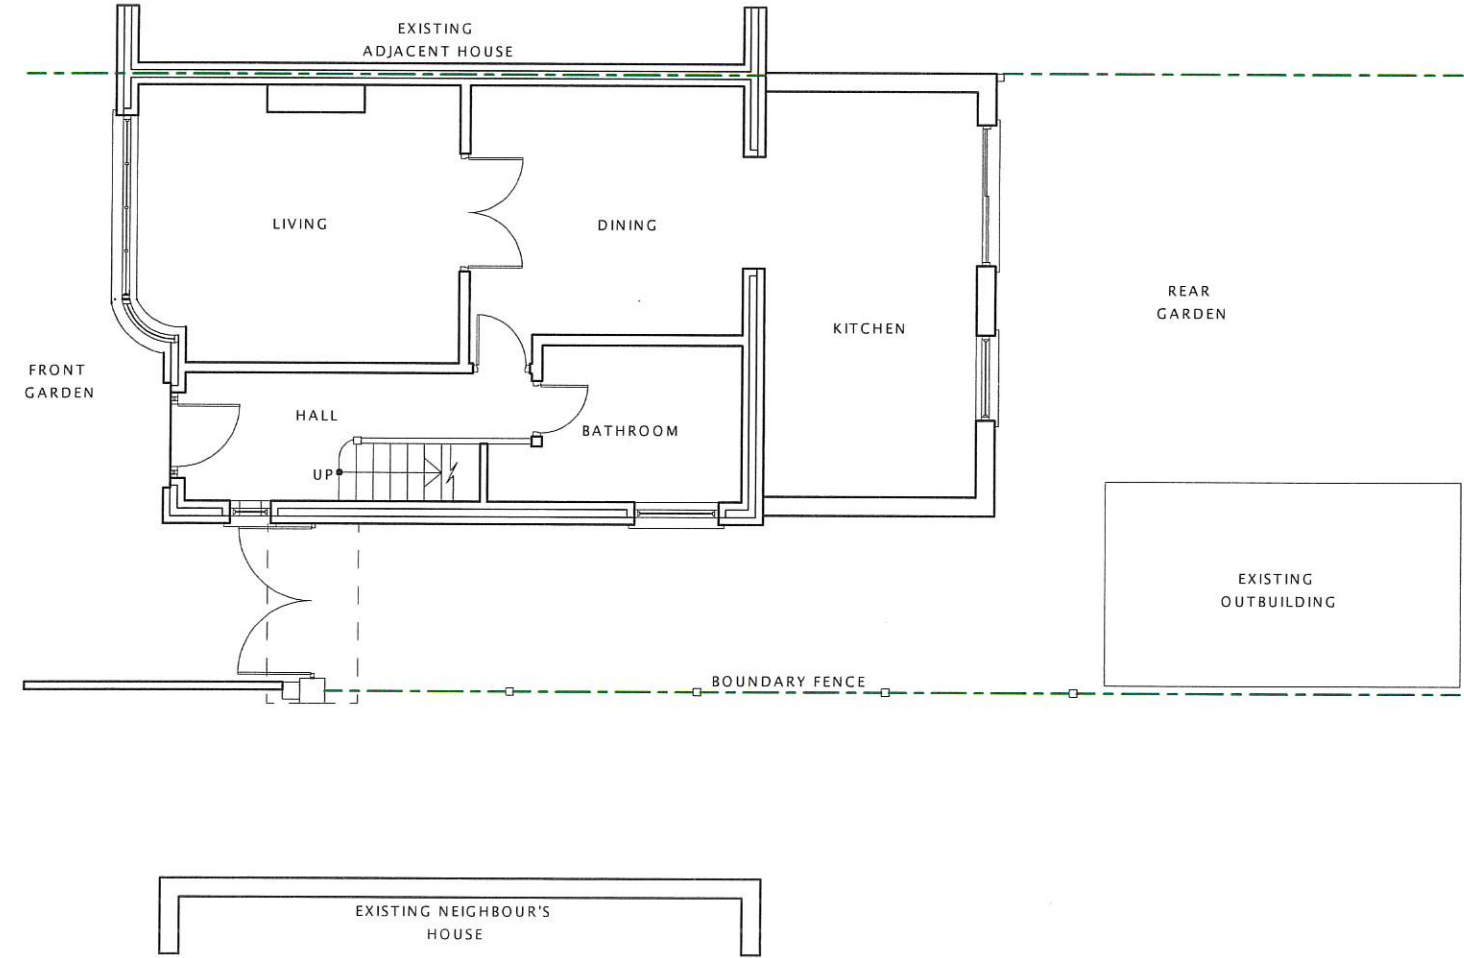 EXISTING
ADJACENT HOUSE
LIVING
DINING
REAR
GARDEN
KITCHEN
FRONT
GARDEN
HALL
BATHROOM
UP
EXISTING
OUTBUILDING
BOUNDARY FENCE
EXISTING NEIGHBOUR'S
HOUSE